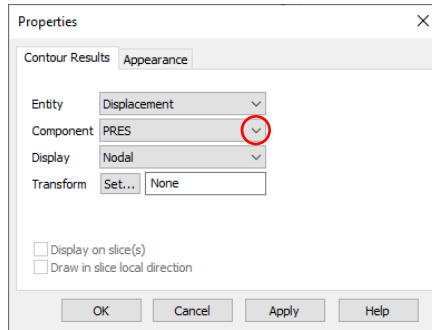 Properties
Contour Results Appearance
Entity Displacement
Component PRES
Display Nodal
Transform Set... None
Display on slice(s)
Draw in slice local direction
OK Cancel Apply Help